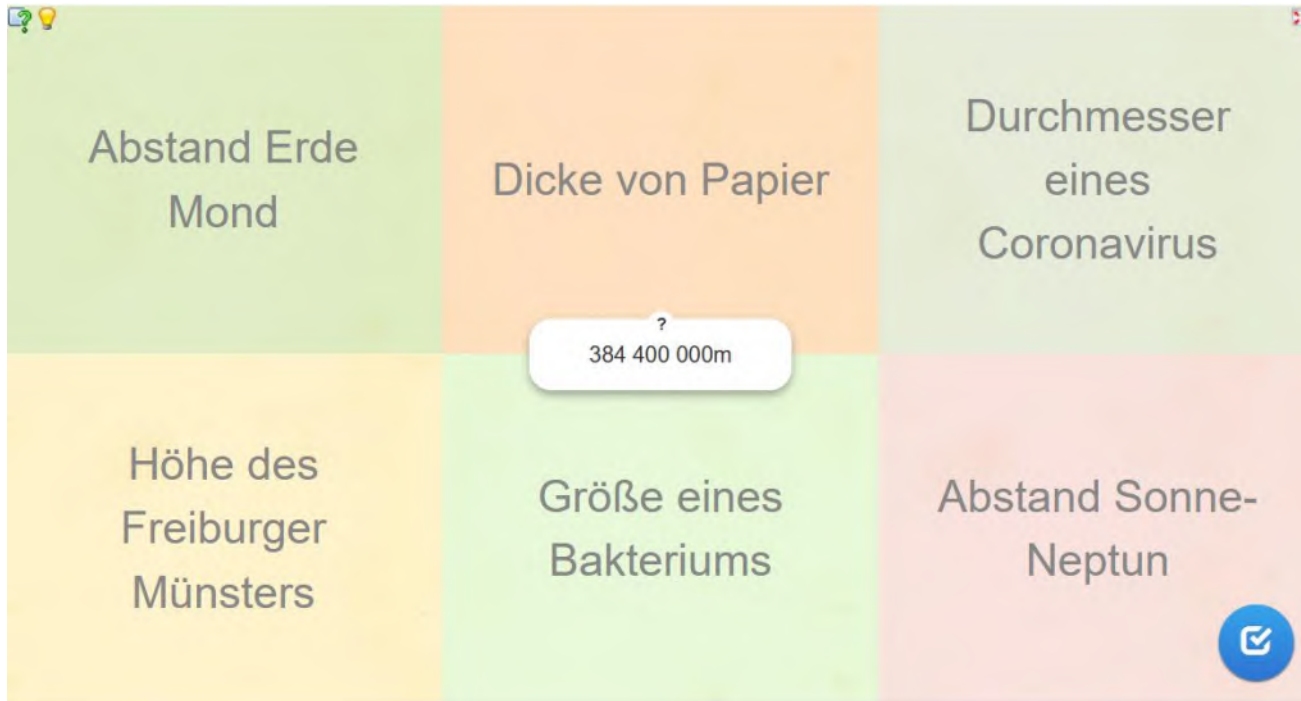 Abstand Erde
Mond
Dicke von Papier
Durchmesser
eines
Coronavirus
?
384 400 000m
Höhe des
Freiburger
Münsters
Größe eines
Bakteriums
Abstand Sonne-
Neptun